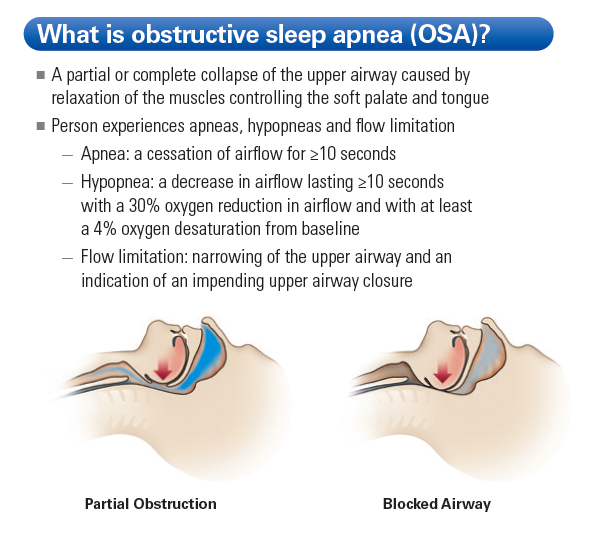 What is obstructive sleep apnea (OSA)?
■ A partial or complete collapse of the upper airway caused by
relaxation of the muscles controlling the soft palate and tongue
■ Person experiences apneas, hypopneas and flow limitation
— Apnea: a cessation of airflow for ≥10 seconds
— Hypopnea: a decrease in airflow lasting ≥10 seconds
with a 30% oxygen reduction in airflow and with at least
a 4% oxygen desaturation from baseline
— Flow limitation: narrowing of the upper airway and an
indication of an impending upper airway closure
Partial Obstruction
Blocked Airway